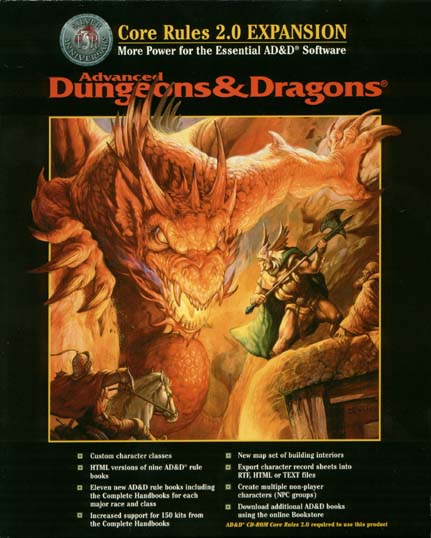 Core Rules 2.0 EXPANSION
More Power for the Essential AD&D® Software
Advanced
Dungeons&Dragons®
Custom character classes
HTML versions of nine AD&D® rule
books
Eleven new AD&D rule books including
the Complete Handbooks for each
major race and class
Increased support for 150 kits from
the Complete Handbooks
New map set of building interiors
Export character record sheets into
RTF, HTML or TEXT files
Create multiple non-player
characters (NPC groups)
Download additional AD&D books
using the online Bookstore
AD&D® CD-ROM Core Rules 2.0 required to use this product